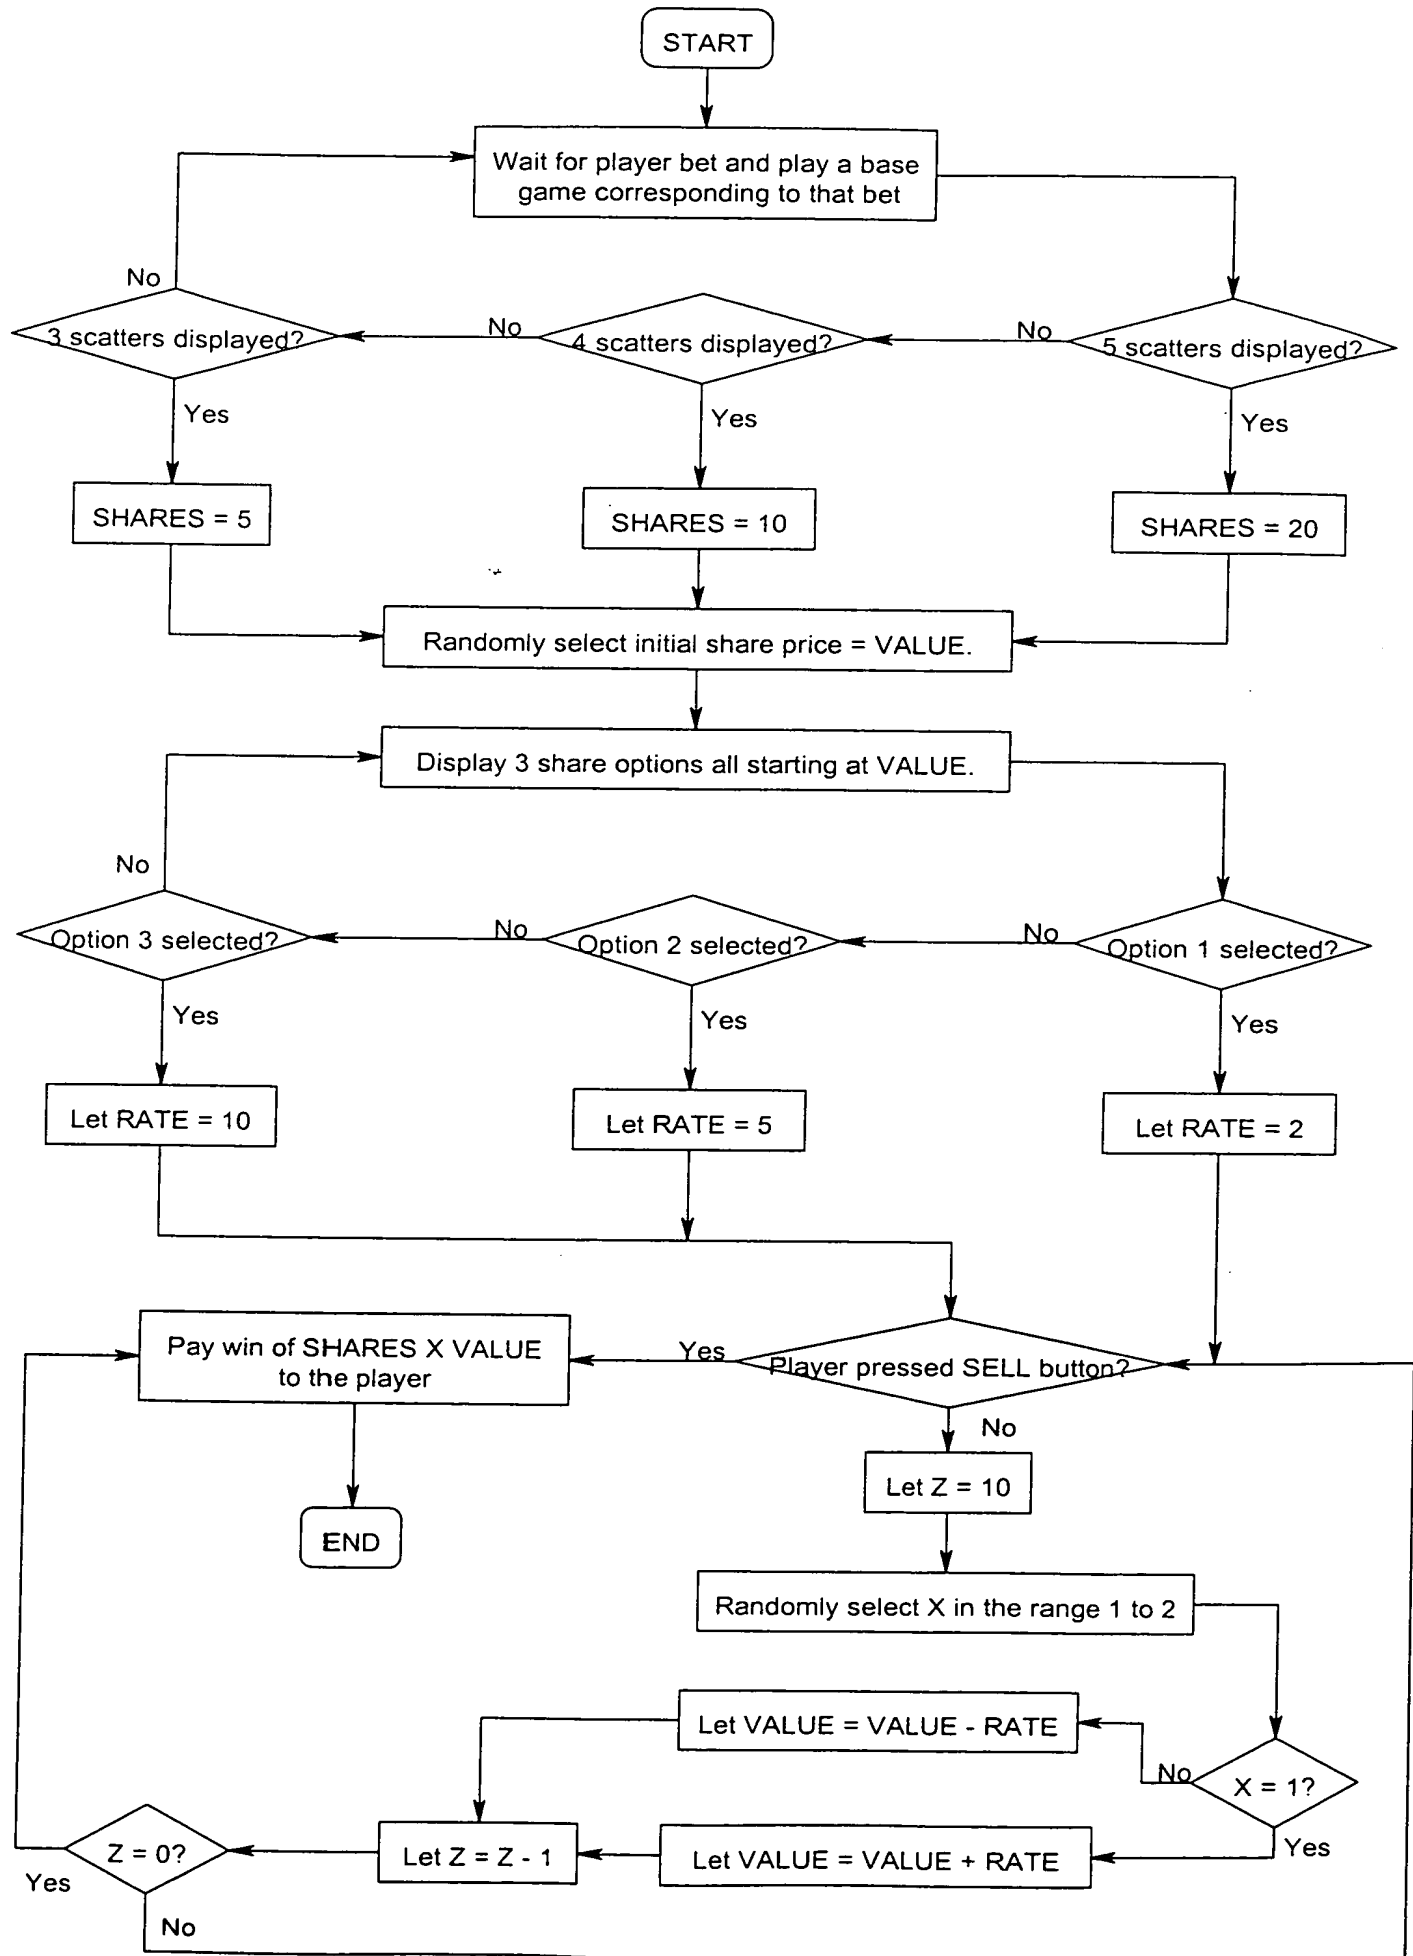 START
Wait for player bet and play a base
game corresponding to that bet
No
3 scatters displayed?
No
4 scatters displayed?
No
5 scatters displayed?
Yes
Yes
Yes
SHARES = 5
SHARES = 10
SHARES = 20
Randomly select initial share price = VALUE.
Display 3 share options all starting at VALUE.
No
Option 3 selected?
No
Option 2 selected?
No
Option 1 selected?
Yes
Yes
Yes
Let RATE = 10
Let RATE = 5
Let RATE = 2
Pay win of SHARES X VALUE
to the player
Yes
Player pressed SELL button?
No
Let Z = 10
END
Randomly select X in the range 1 to 2
Let VALUE = VALUE - RATE
No
X = 1?
Yes
Z = 0?
Let Z = Z - 1
Let VALUE = VALUE + RATE
Yes
No